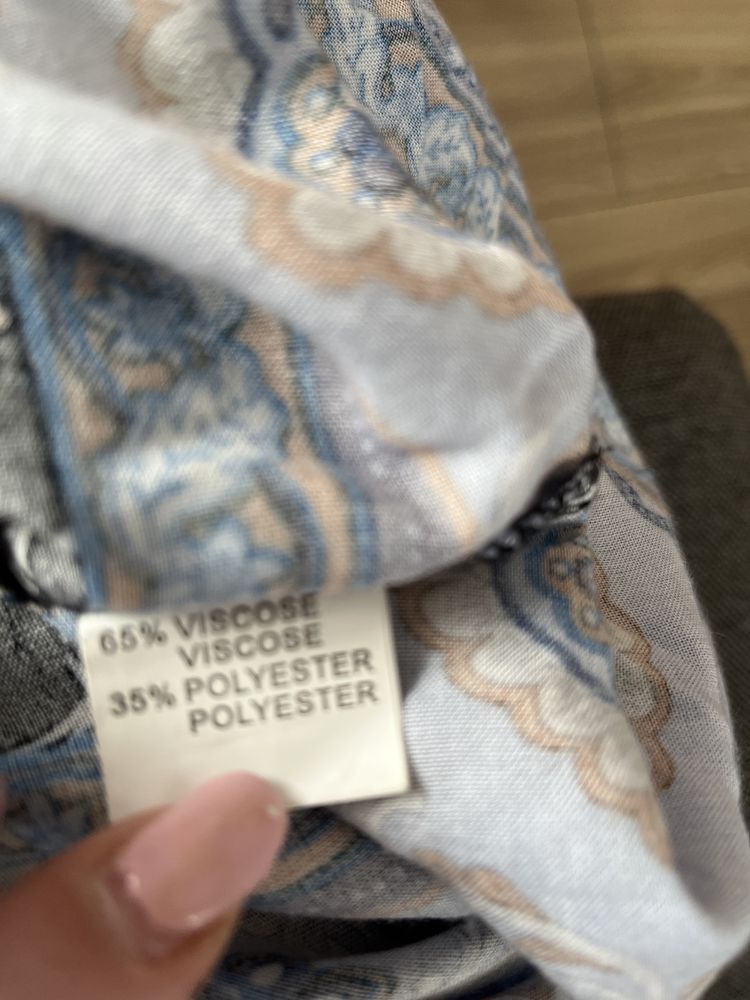 65% VISCOSE
VISCOSE
35% POLYESTER
POLYESTER